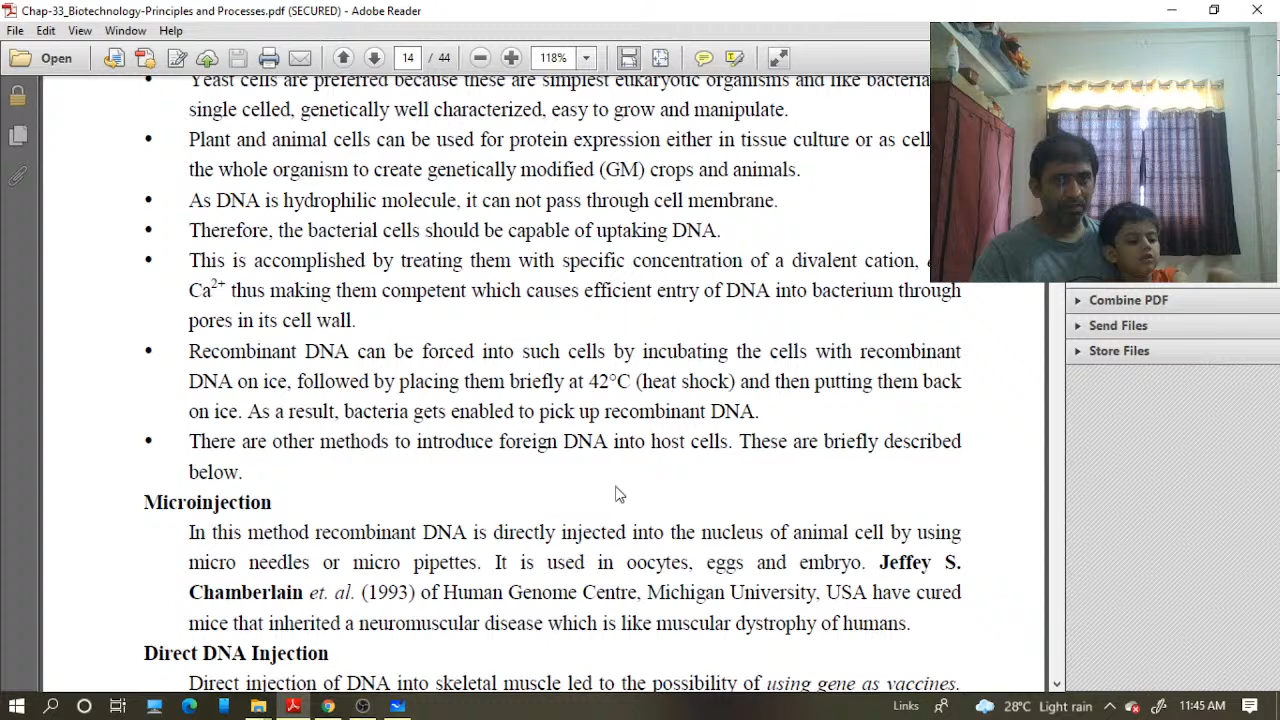 Chap-33_Biotechnology-Principles and Processes.pdf (SECURED) - Adobe Reader
File Edit View Window Help
Open 14 / 44 118%
Yeast cells are preferred because these are simplest eukaryotic organisms and like bacteria
single celled, genetically well characterized, easy to grow and manipulate.
• Plant and animal cells can be used for protein expression either in tissue culture or as cel
the whole organism to create genetically modified (GM) crops and animals.
• As DNA is hydrophilic molecule, it can not pass through cell membrane.
• Therefore, the bacterial cells should be capable of uptaking DNA.
• This is accomplished by treating them with specific concentration of a divalent cation,
Ca²⁺ thus making them competent which causes efficient entry of DNA into bacterium through
pores in its cell wall.
• Recombinant DNA can be forced into such cells by incubating the cells with recombinant
DNA on ice, followed by placing them briefly at 42°C (heat shock) and then putting them back
on ice. As a result, bacteria gets enabled to pick up recombinant DNA.
• There are other methods to introduce foreign DNA into host cells. These are briefly described
below.
Microinjection
In this method recombinant DNA is directly injected into the nucleus of animal cell by using
micro needles or micro pipettes. It is used in oocytes, eggs and embryo. Jeffey S.
Chamberlain et. al. (1993) of Human Genome Centre, Michigan University, USA have cured
mice that inherited a neuromuscular disease which is like muscular dystrophy of humans.
Direct DNA Injection
Direct injection of DNA into skeletal muscle led to the possibility of using gene as vaccines.
Combine PDF
Send Files
Store Files
Links 28°C Light rain 11:45 AM